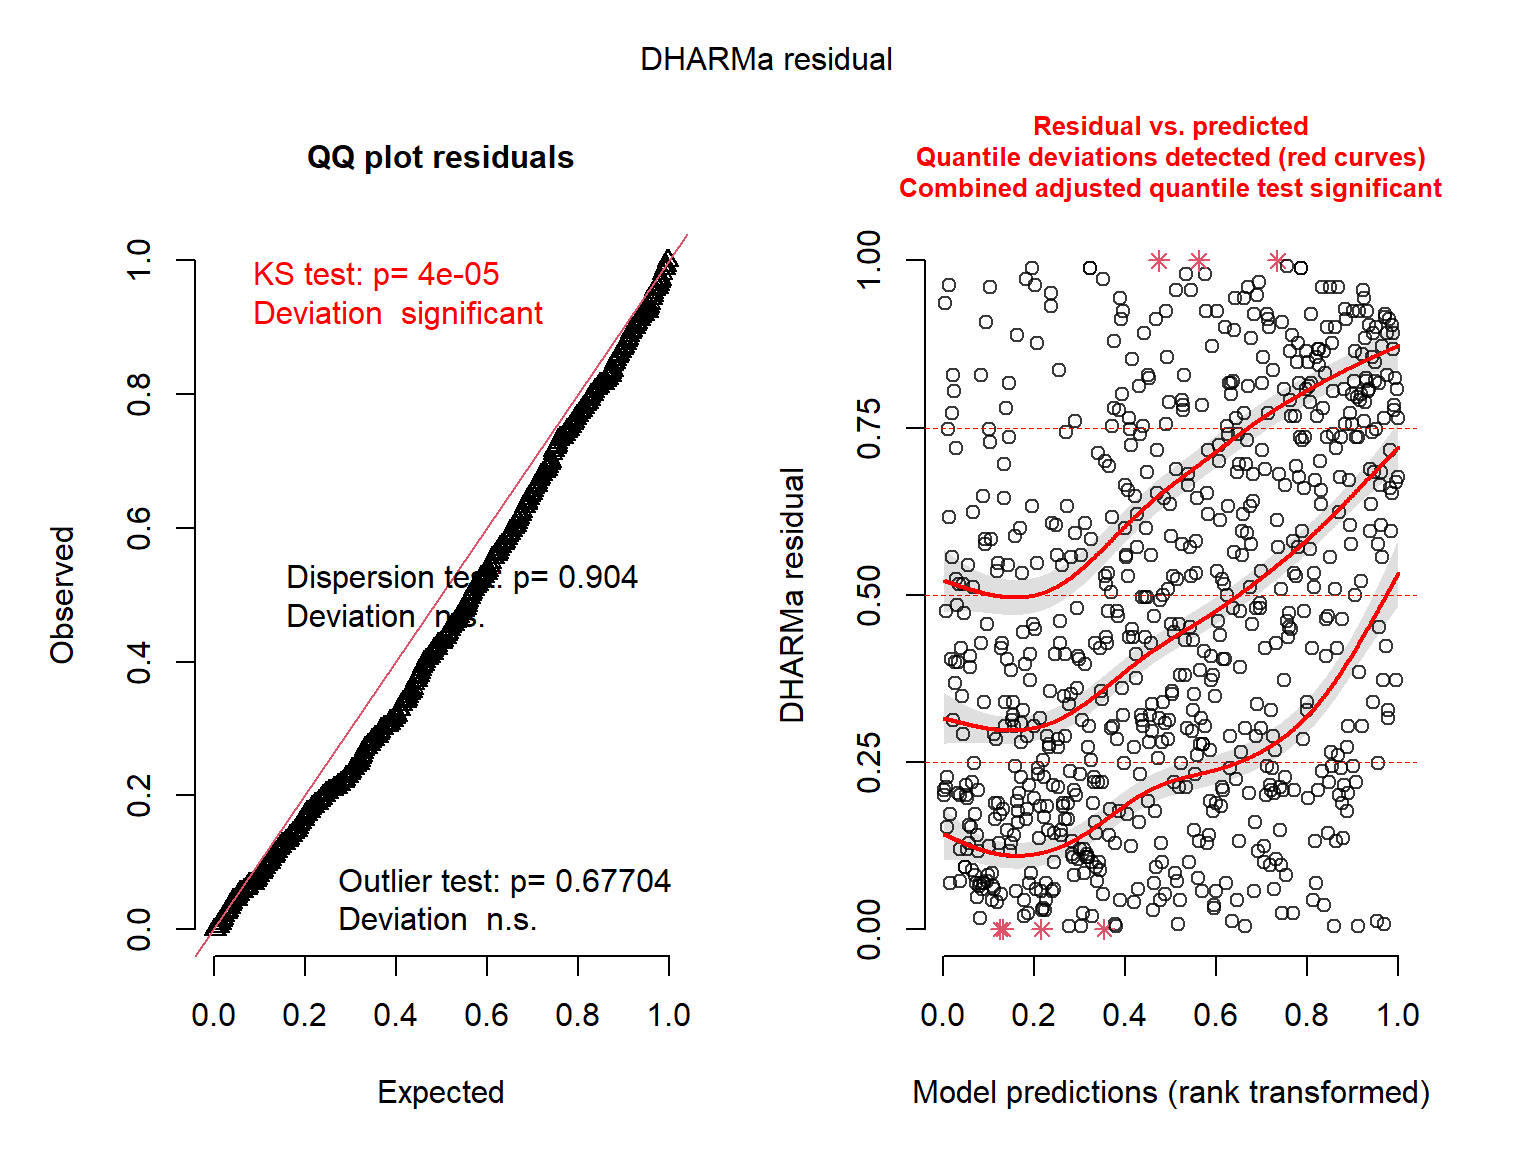 DHARMa residual
QQ plot residuals
KS test: p= 4e-05
Deviation  significant
Dispersion test: p= 0.904
Deviation  n.s.
Outlier test: p= 0.67704
Deviation  n.s.
Observed
0.0
0.2
0.4
0.6
0.8
1.0
0.0
0.2
0.4
0.6
0.8
1.0
Expected
Residual vs. predicted
Quantile deviations detected (red curves)
Combined adjusted quantile test significant
DHARMa residual
0.00
0.25
0.50
0.75
1.00
0.0
0.2
0.4
0.6
0.8
1.0
Model predictions (rank transformed)